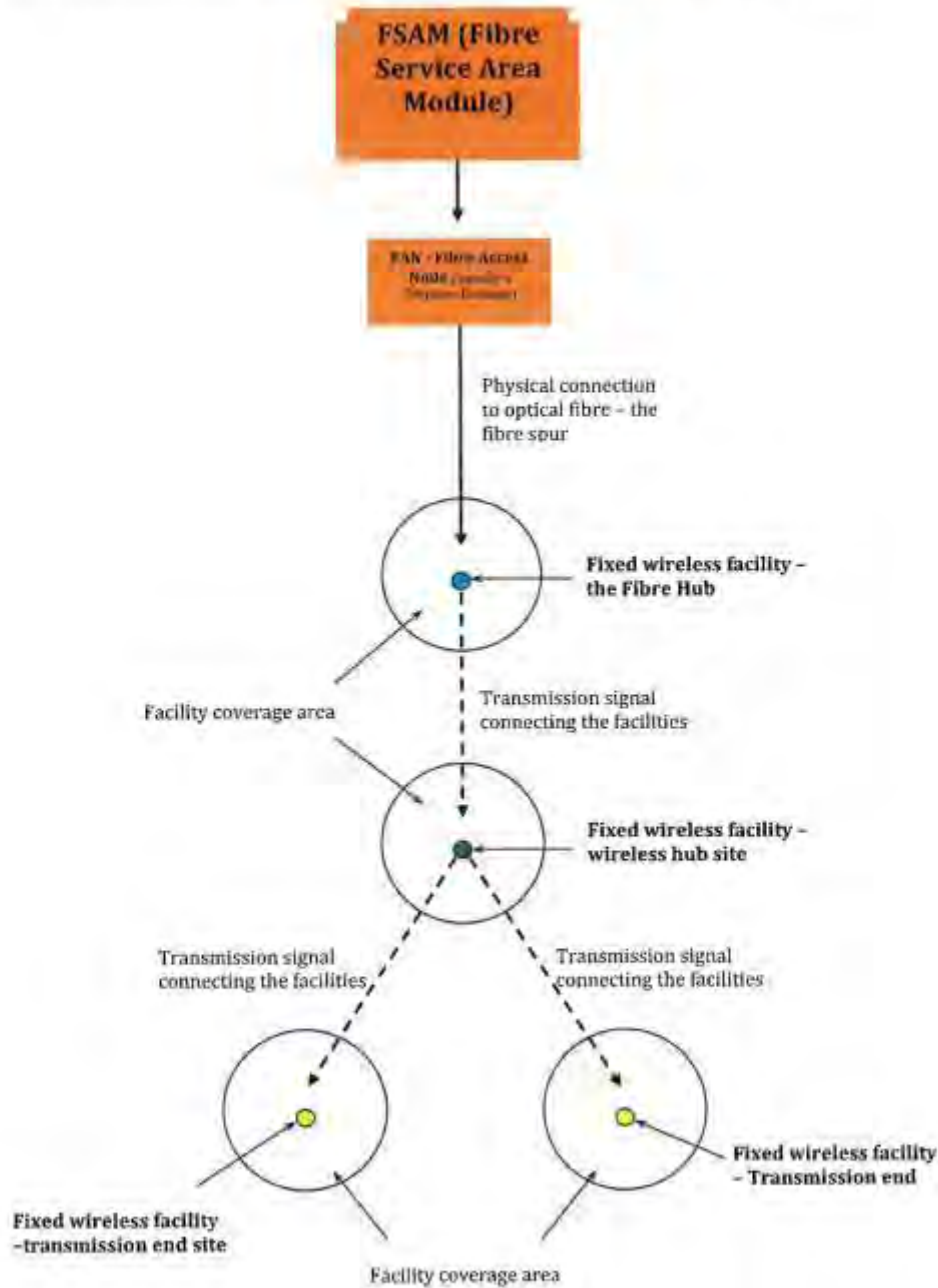 FSAM (Fibre
Service Area
Module)
FAN - Fibre Access
Node (usually a
Physical connection
to optical fibre – the
fibre spur
Fixed wireless facility –
the Fibre Hub
Transmission signal
connecting the facilities
Facility coverage area
Fixed wireless facility –
wireless hub site
Transmission signal
connecting the facilities
Transmission signal
connecting the facilities
Fixed wireless facility
– Transmission end
Fixed wireless facility
–transmission end site
Facility coverage area